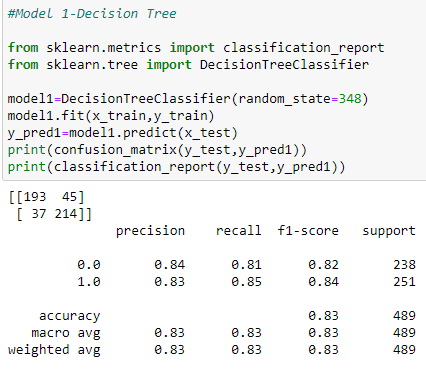 #Model 1-Decision Tree
from sklearn.metrics import classification_report
from sklearn.tree import DecisionTreeClassifier
model1=DecisionTreeClassifier(random_state=348)
model1.fit(x_train,y_train)
y_pred1=model1.predict(x_test)
print(confusion_matrix(y_test,y_pred1))
print(classification_report(y_test,y_pred1))
[[193  45]
 [ 37 214]]
              precision    recall  f1-score   support
         0.0       0.84      0.81      0.82       238
         1.0       0.83      0.85      0.84       251
    accuracy                           0.83       489
   macro avg       0.83      0.83      0.83       489
weighted avg       0.83      0.83      0.83       489